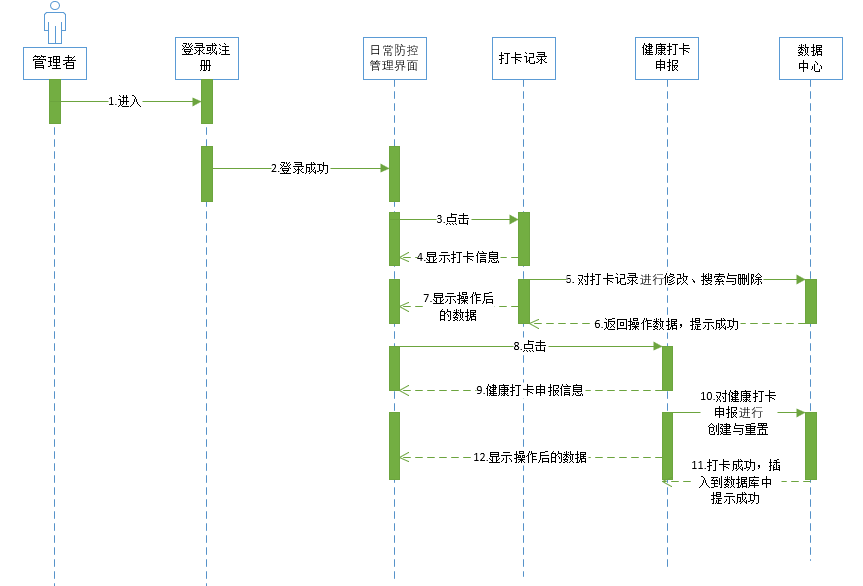 管理者
登录或注
册
日常防控
管理界面
打卡记录
健康打卡
申报
数据
中心
1.进入
2.登录成功
3.点击
4.显示打卡信息
5. 对打卡记录进行修改、搜索与删除
7.显示操作后
的数据
6.返回操作数据，提示成功
8.点击
9.健康打卡申报信息
10.对健康打卡
申报进行
创建与重置
12.显示操作后的数据
11.打卡成功，插
入到数据库中
提示成功